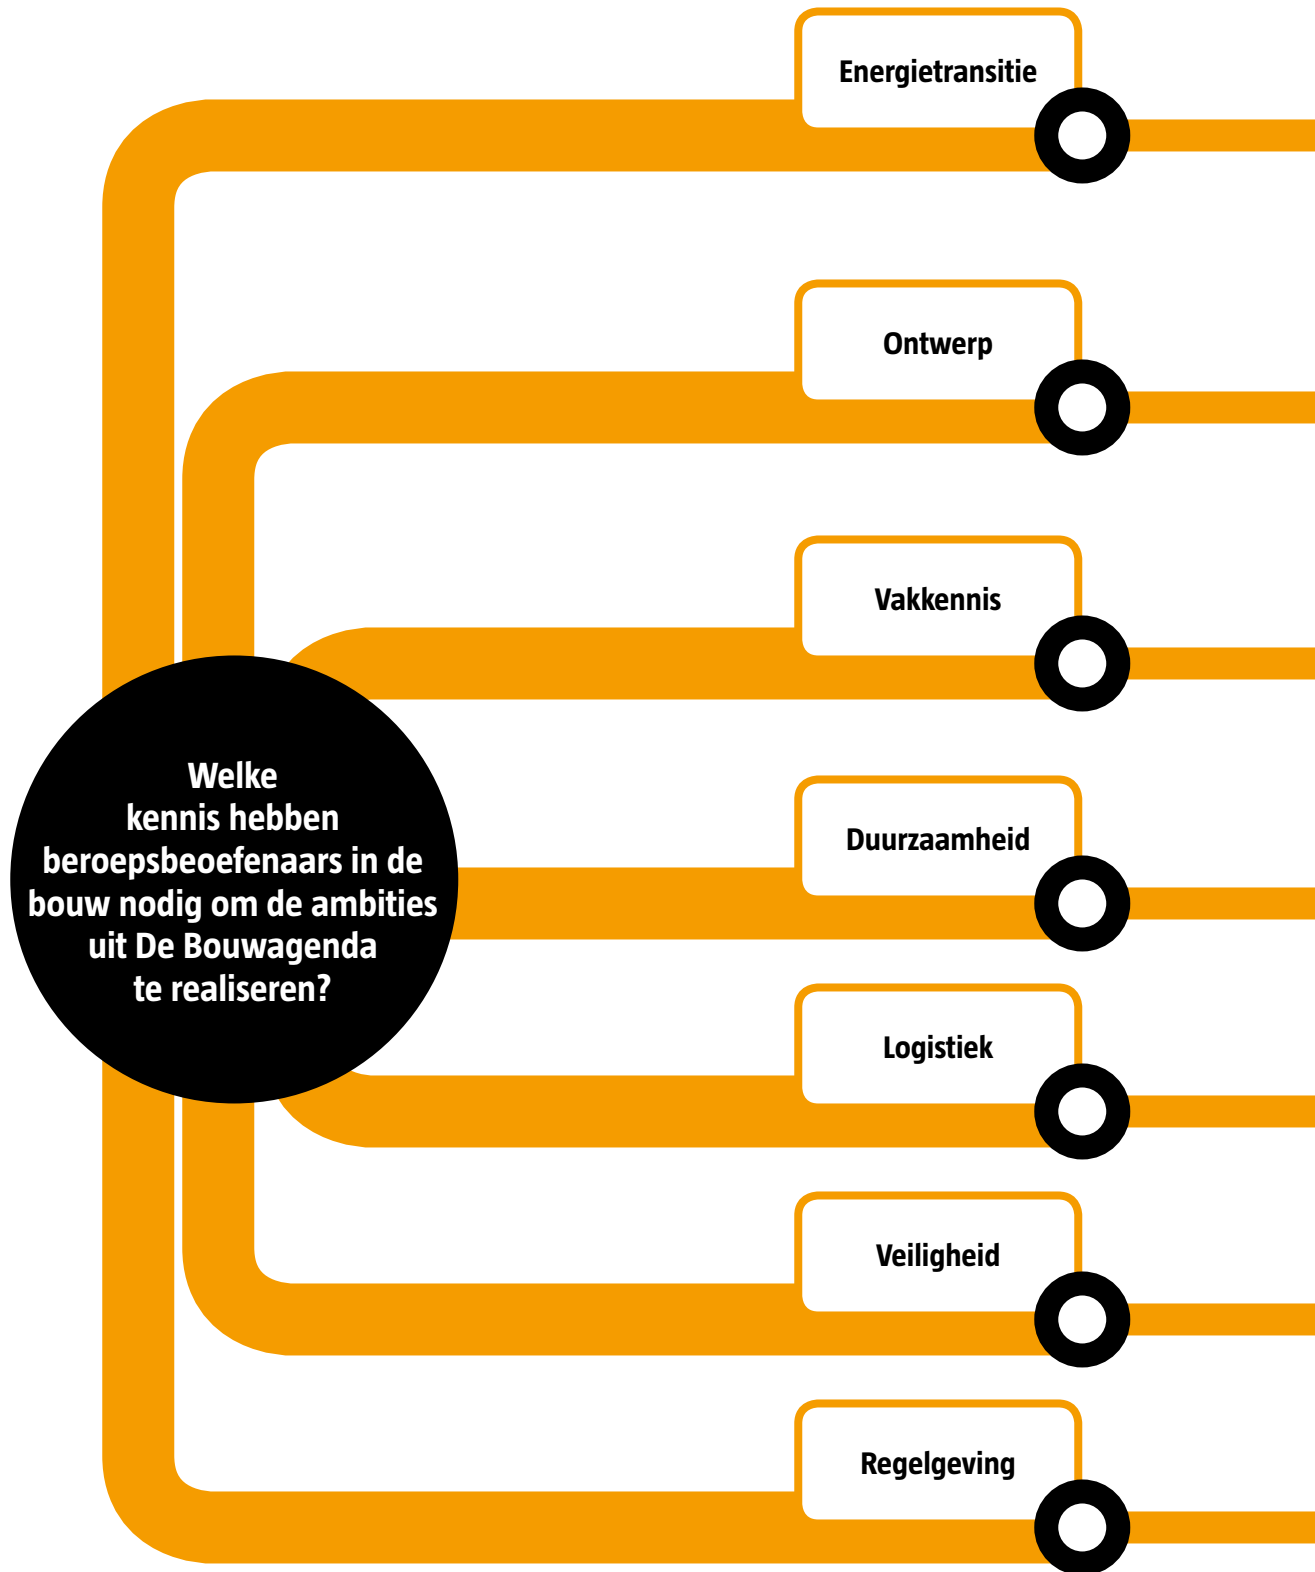 Energietransitie
Ontwerp
Vakkennis
Welke
kennis hebben
beroepsbeoefenaars in de
bouw nodig om de ambities
uit De Bouwagenda
te realiseren?
Duurzaamheid
Logistiek
Veiligheid
Regelgeving